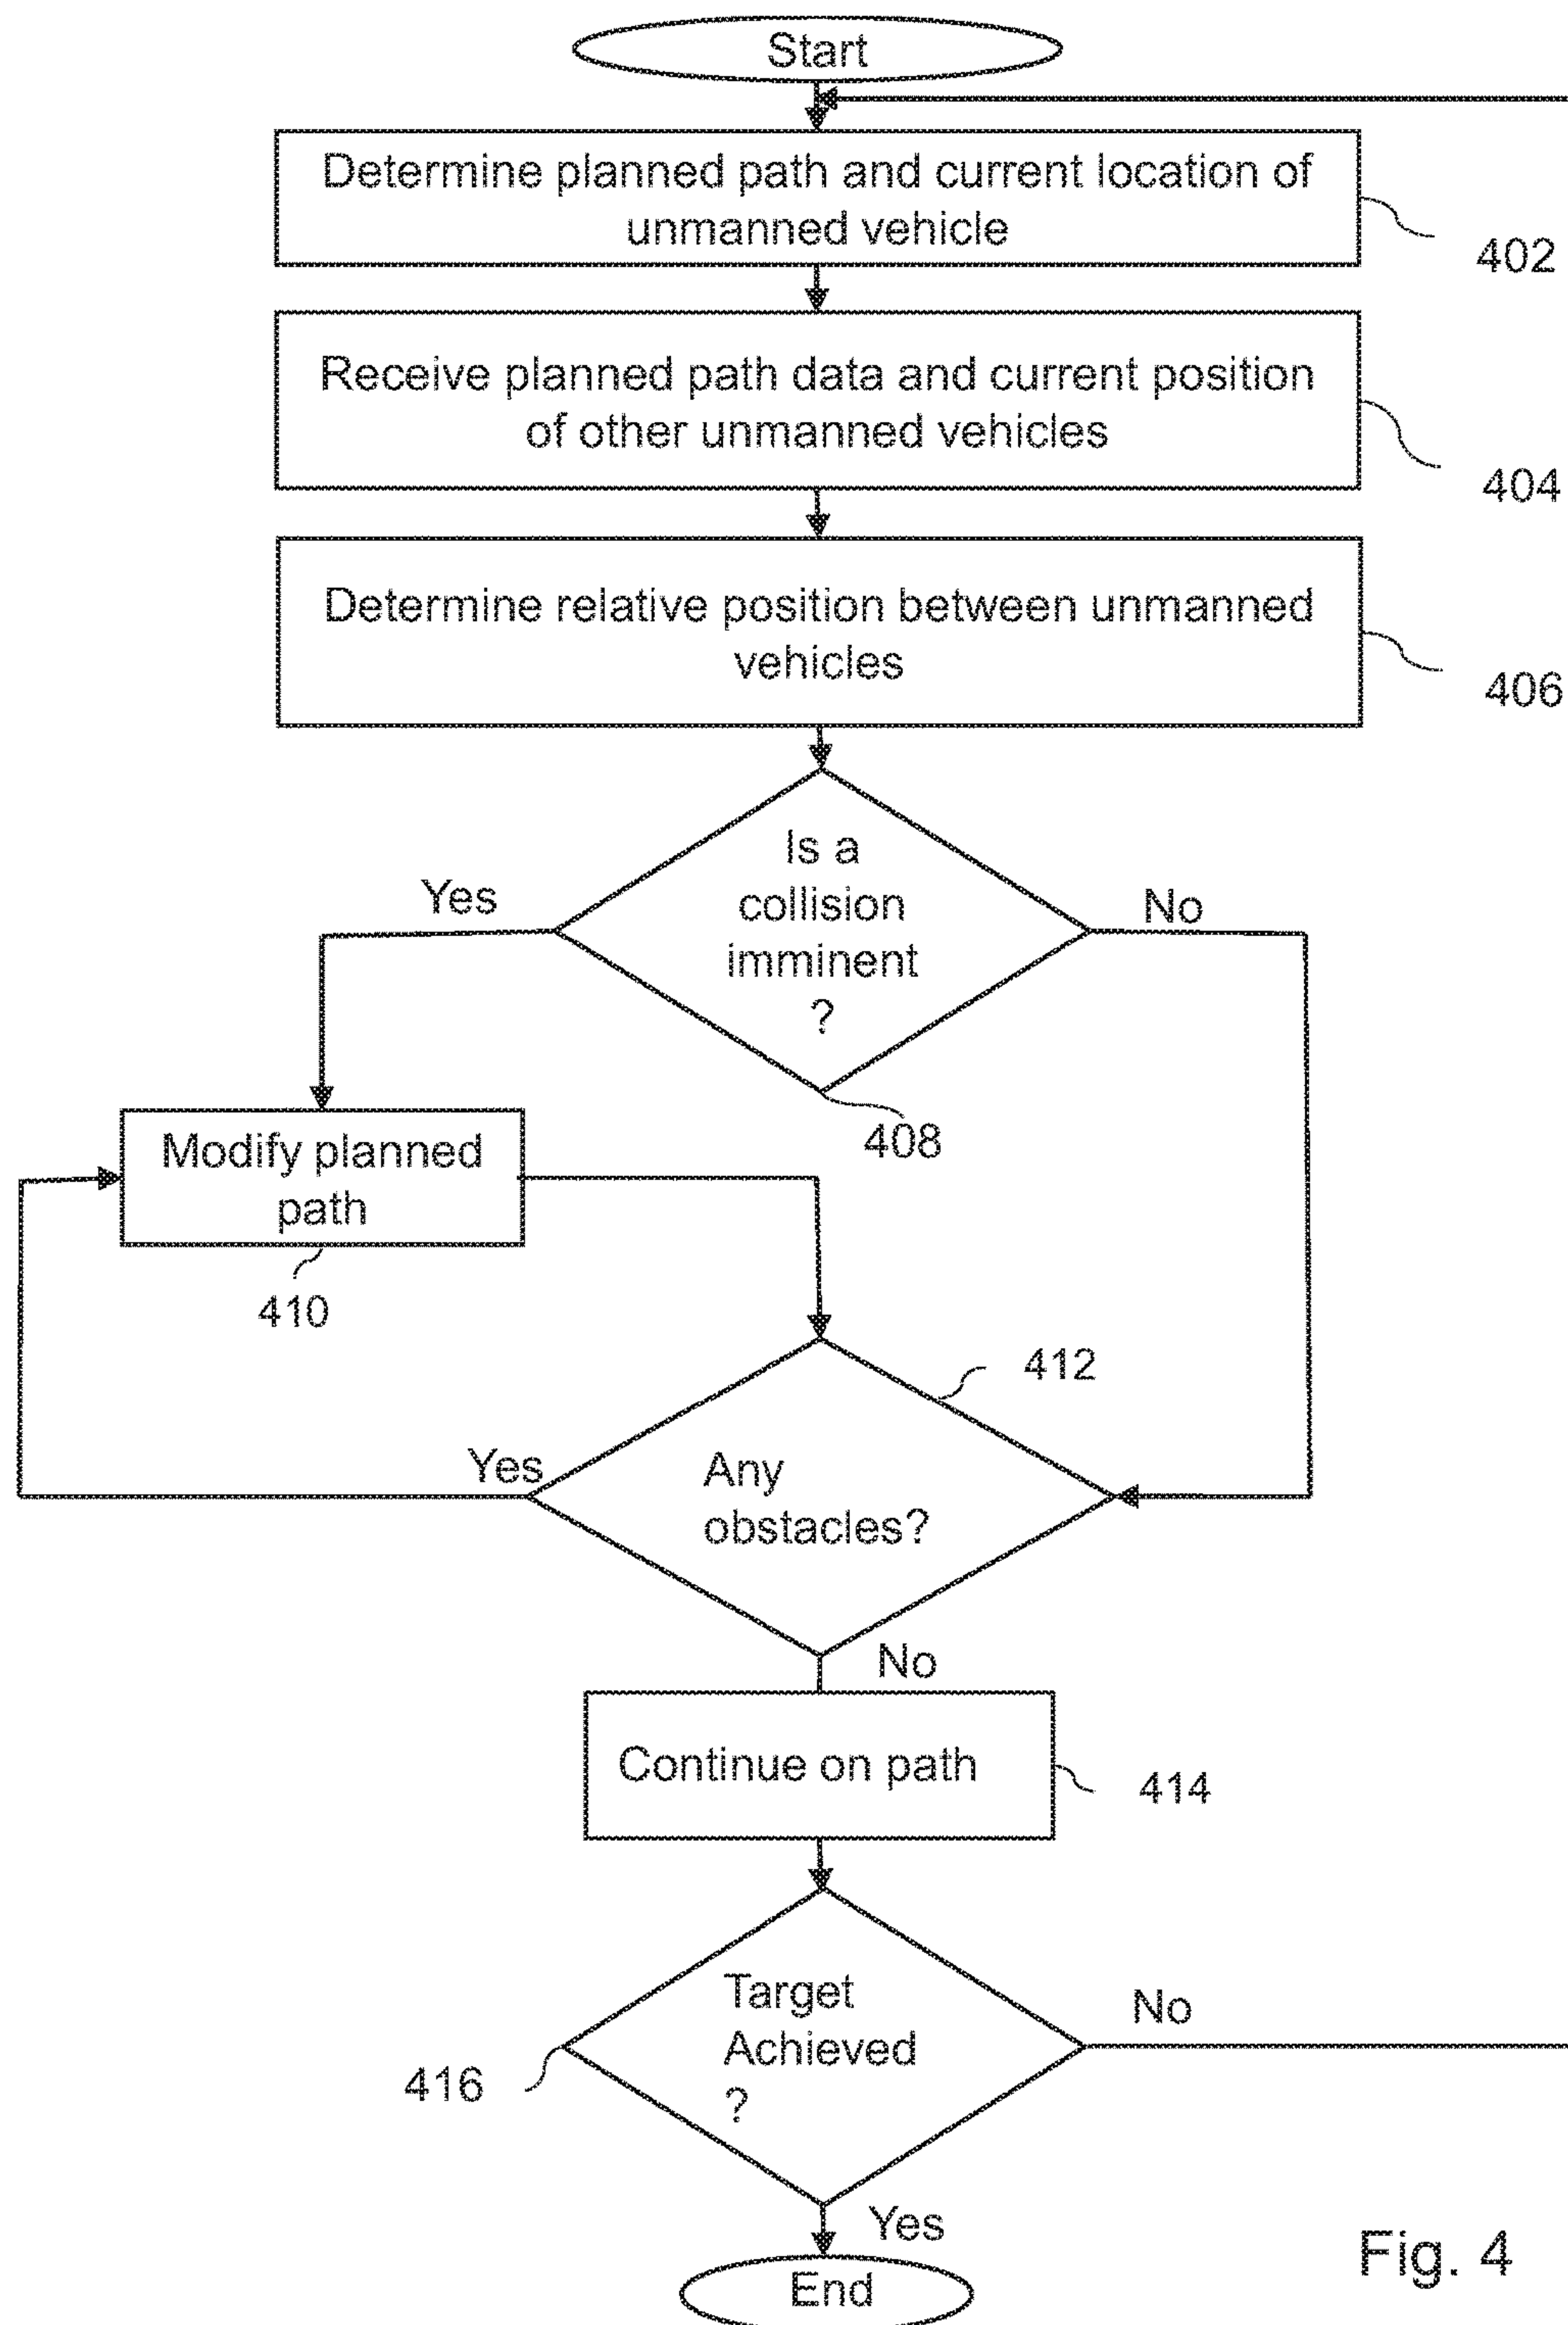 Start
Determine planned path and current location of
unmanned vehicle
402
Receive planned path data and current position
of other unmanned vehicles
404
Determine relative position between unmanned
vehicles
406
Is a
collision
imminent
?
Yes
No
408
Modify planned
path
410
412
Any
obstacles?
Yes
No
Continue on path
414
Target
Achieved
?
No
416
Yes
End
Fig. 4